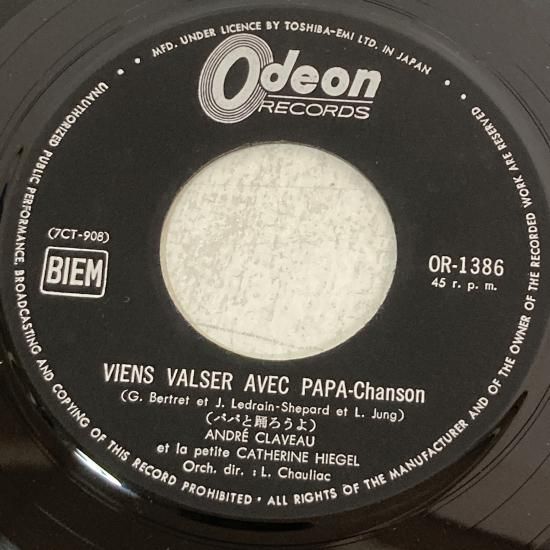 MFD. UNDER LICENCE BY TOSHIBA-EMI LTD. IN JAPAN
Odeon
RECORDS
(7CT-908)
BIEM
OR-1386
45 r. p. m.
VIENS VALSER AVEC PAPA-Chanson
(G. Bertret et J. Ledrain-Shepard et L. Jung)
(パパと踊ろうよ)
ANDRÉ CLAVEAU
et la petite CATHERINE HIEGEL
Orch. dir. : L. Chauliac
UNAUTHORIZED PUBLIC PERFORMANCE, BROADCASTING AND COPYING OF THIS RECORD PROHIBITED • ALL RIGHTS OF THE MANUFACTURER AND OF THE OWNER OF THE RECORDED WORK ARE RESERVED